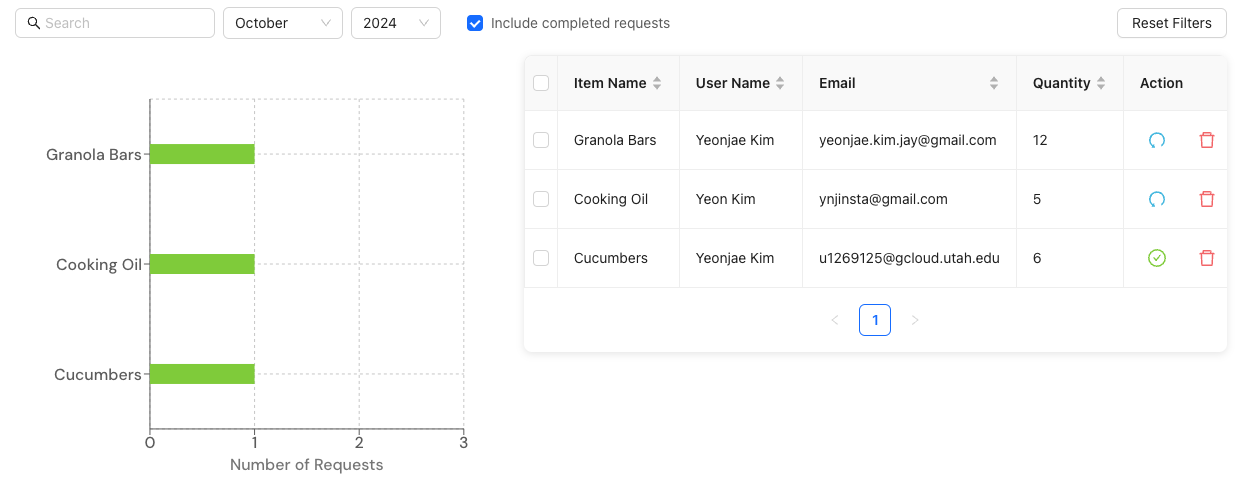 Search
October
2024
Include completed requests
Reset Filters
Granola Bars
Cooking Oil
Cucumbers
0 1 2 3
Number of Requests
Item Name User Name Email Quantity Action
Granola Bars Yeonjae Kim yeonjae.kim.jay@gmail.com 12
Cooking Oil Yeon Kim ynjinsta@gmail.com 5
Cucumbers Yeonjae Kim u1269125@gcloud.utah.edu 6
1